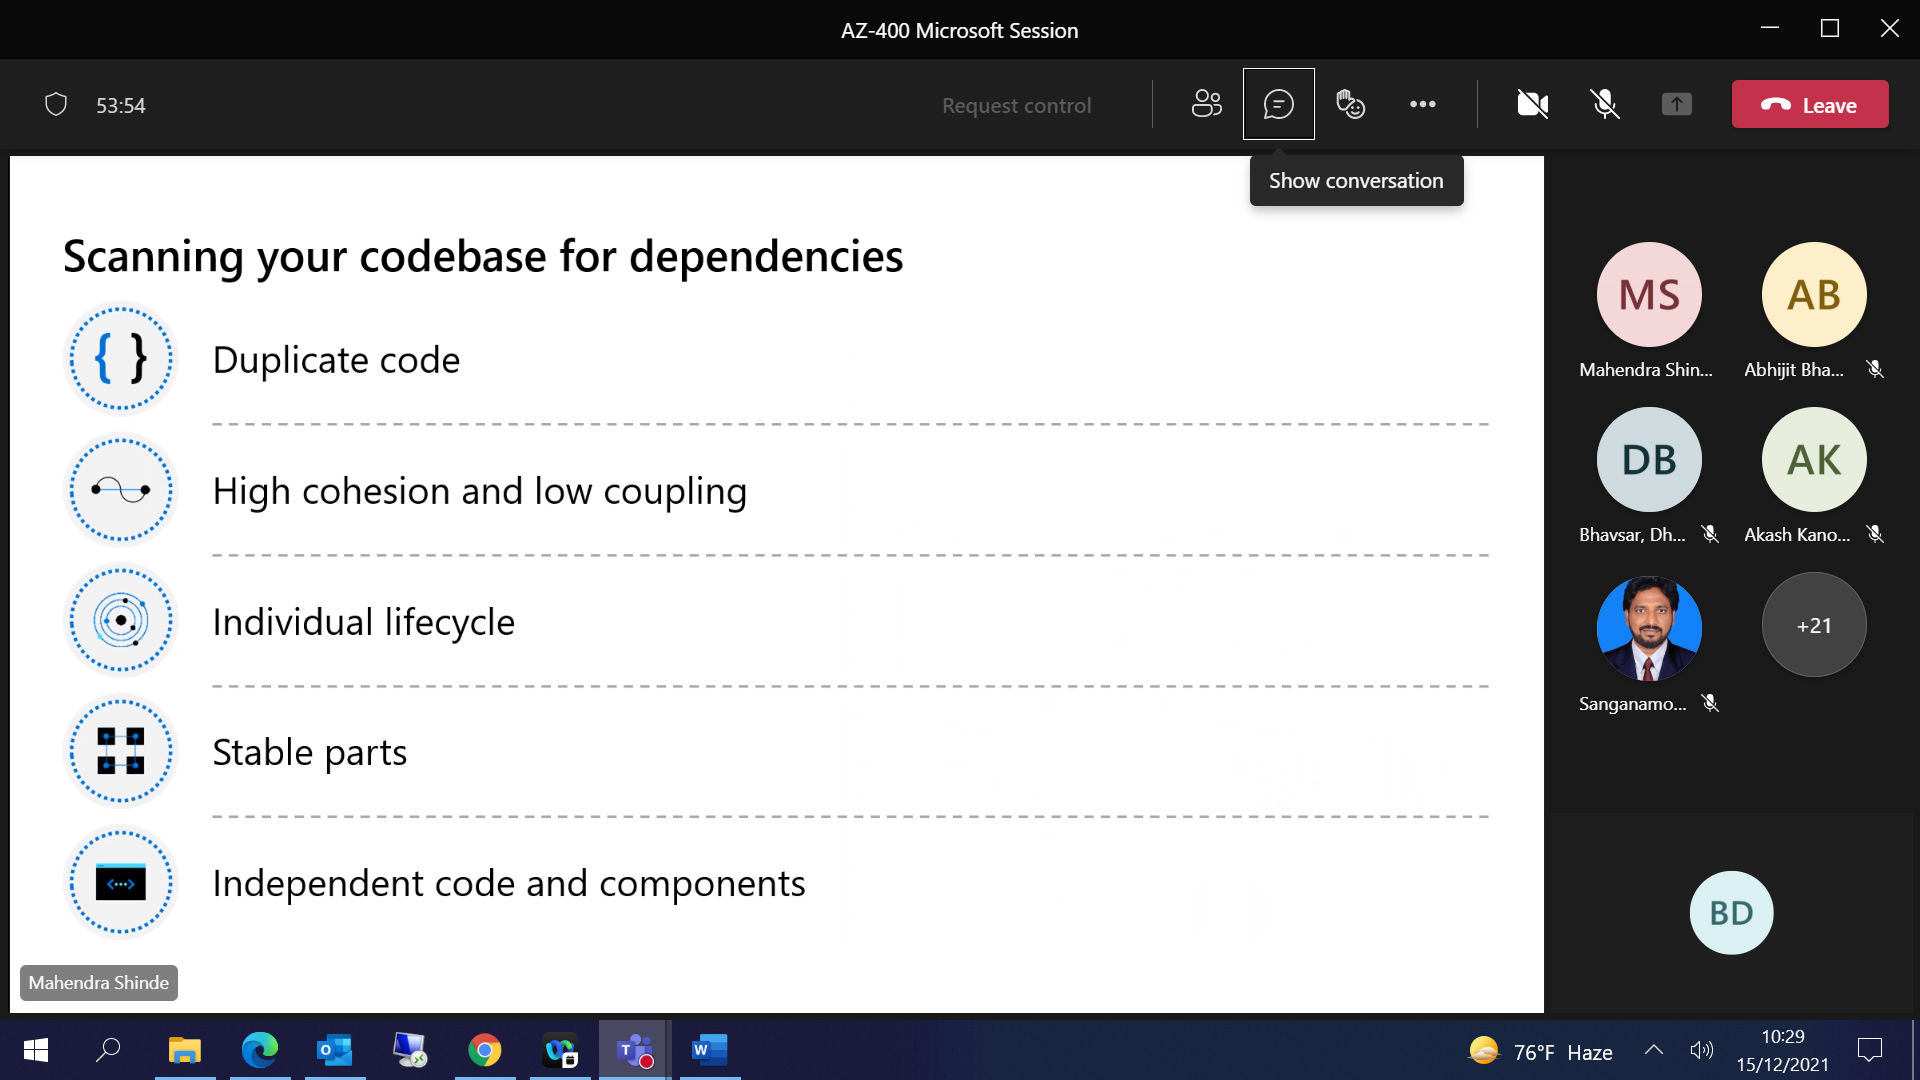 AZ-400 Microsoft Session
53:54
Request control
Leave
Show conversation
Scanning your codebase for dependencies
{ }
Duplicate code
High cohesion and low coupling
Individual lifecycle
Stable parts
Independent code and components
Mahendra Shinde
MS
AB
Mahendra Shin...
Abhijit Bha...
DB
AK
Bhavsar, Dh...
Akash Kano...
+21
Sanganamo...
BD
76°F Haze
10:29
15/12/2021